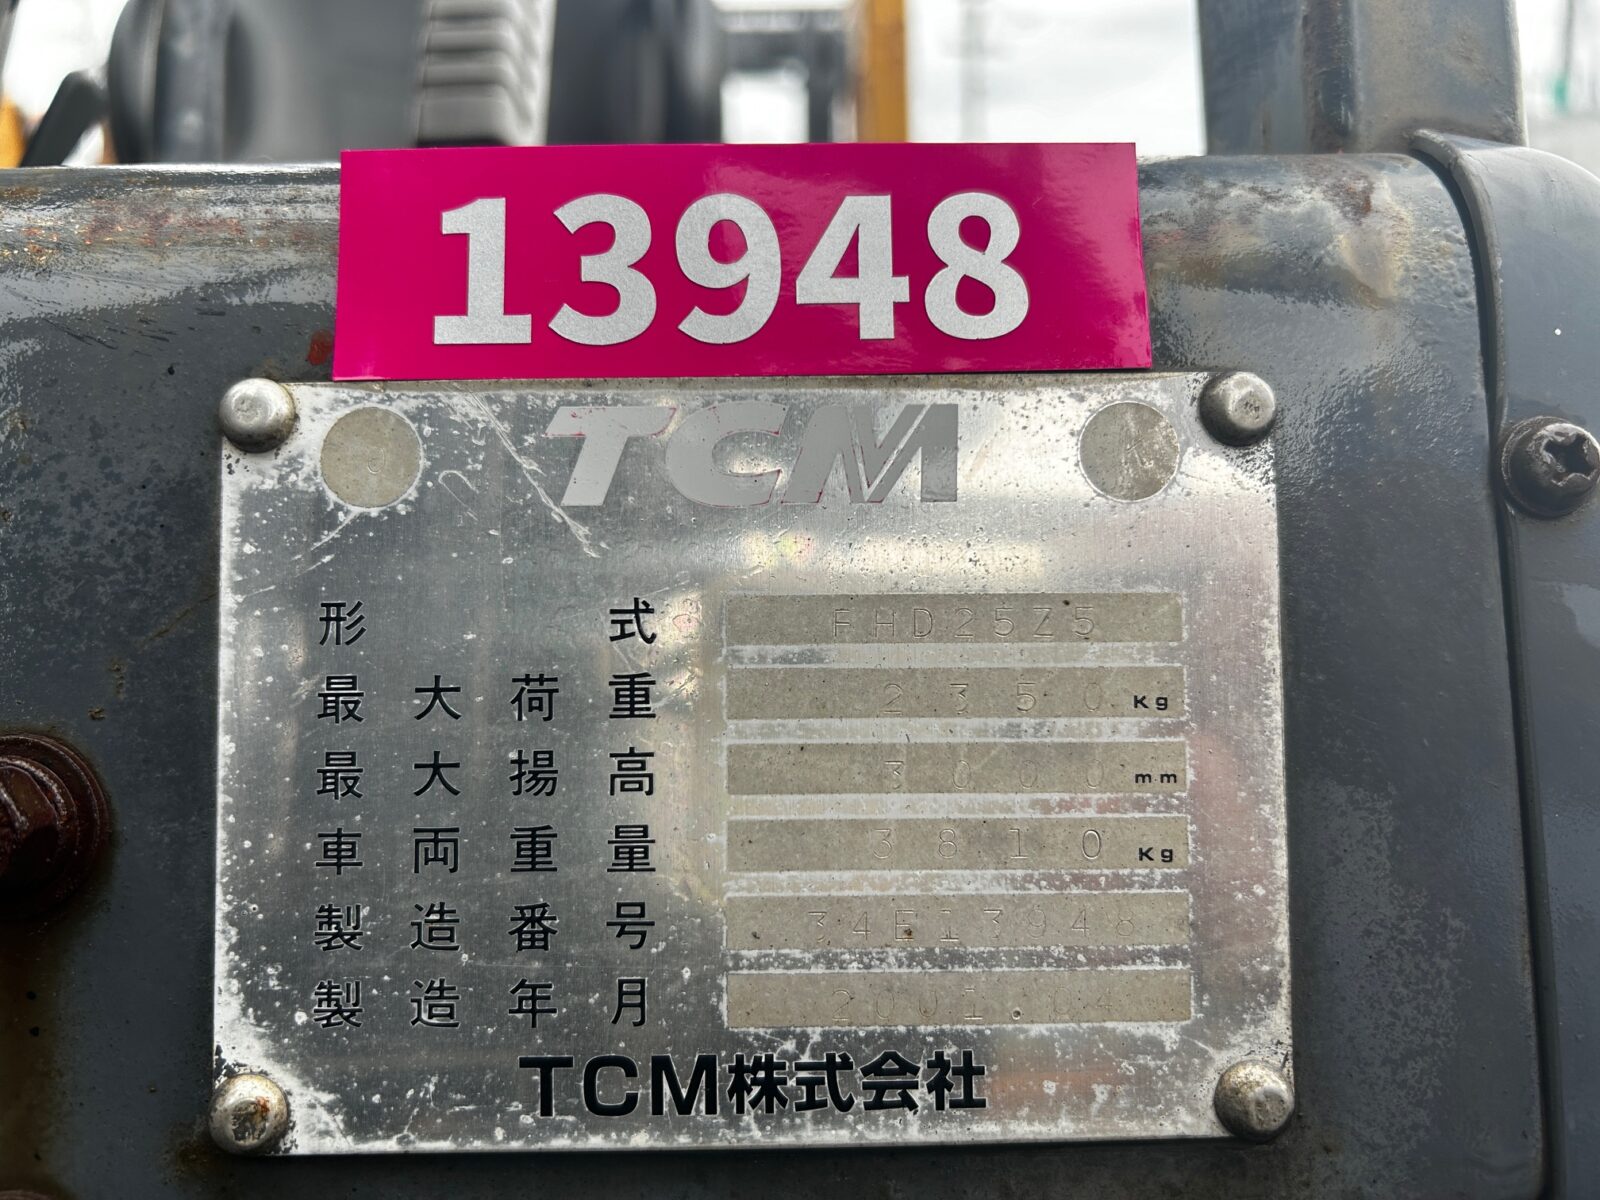 13948
J TCM K
形式 FHD25Z5
最大荷重 2350 Kg
最大揚高 3000 mm
車両重量 3810 Kg
製造番号 34E13948
製造年月 2001.04
TCM株式会社